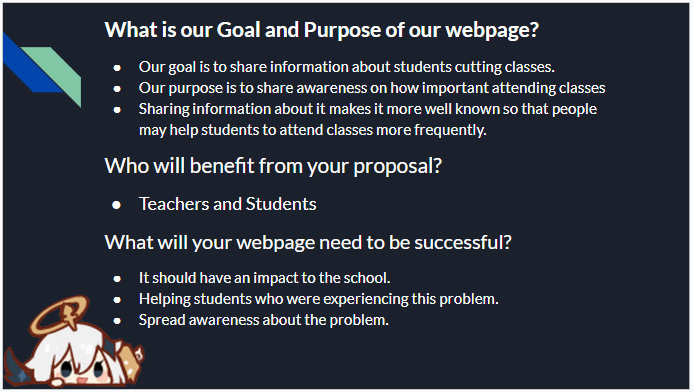 What is our Goal and Purpose of our webpage?
● Our goal is to share information about students cutting classes.
● Our purpose is to share awareness on how important attending classes
● Sharing information about it makes it more well known so that people
may help students to attend classes more frequently.
Who will benefit from your proposal?
● Teachers and Students
What will your webpage need to be successful?
● It should have an impact to the school.
● Helping students who were experiencing this problem.
● Spread awareness about the problem.